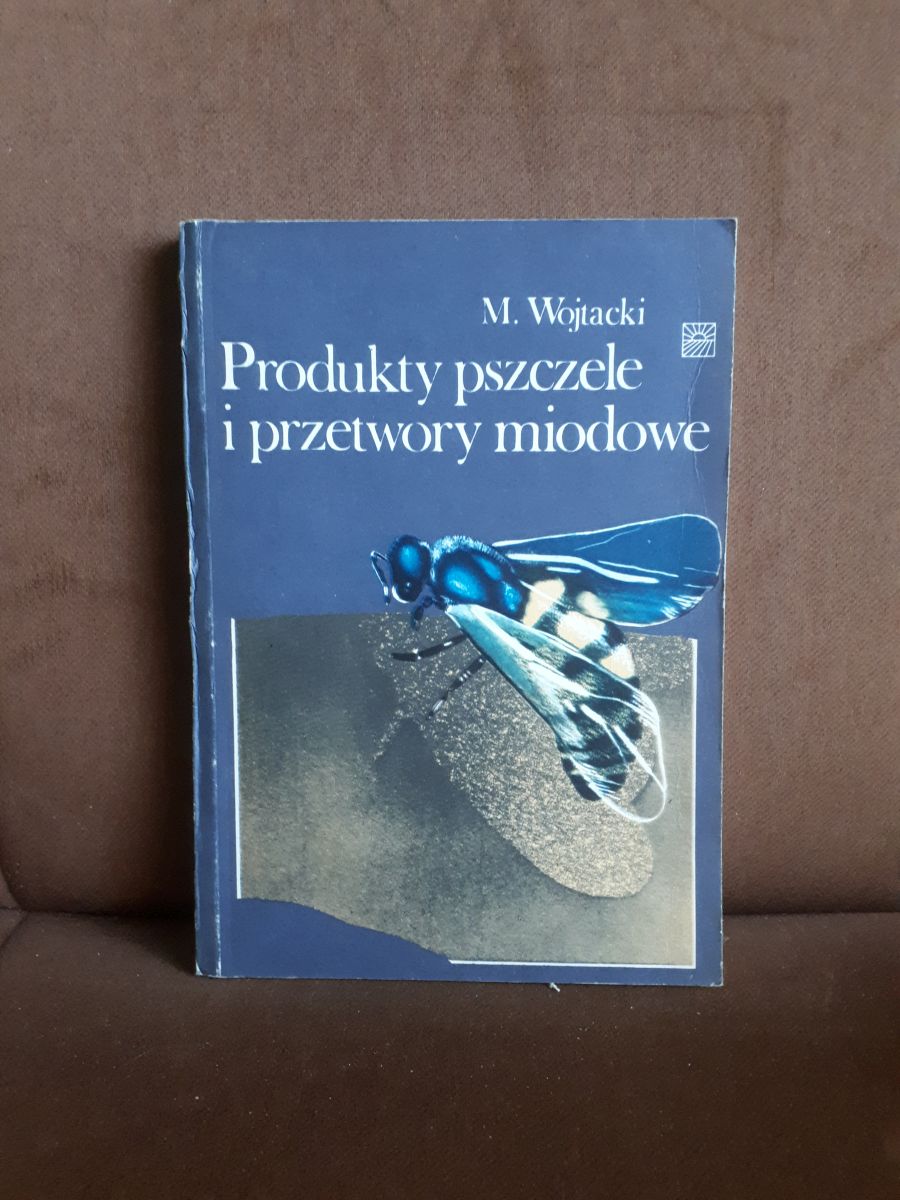 M. Wojtacki
Produkty pszczele
i przetwory miodowe